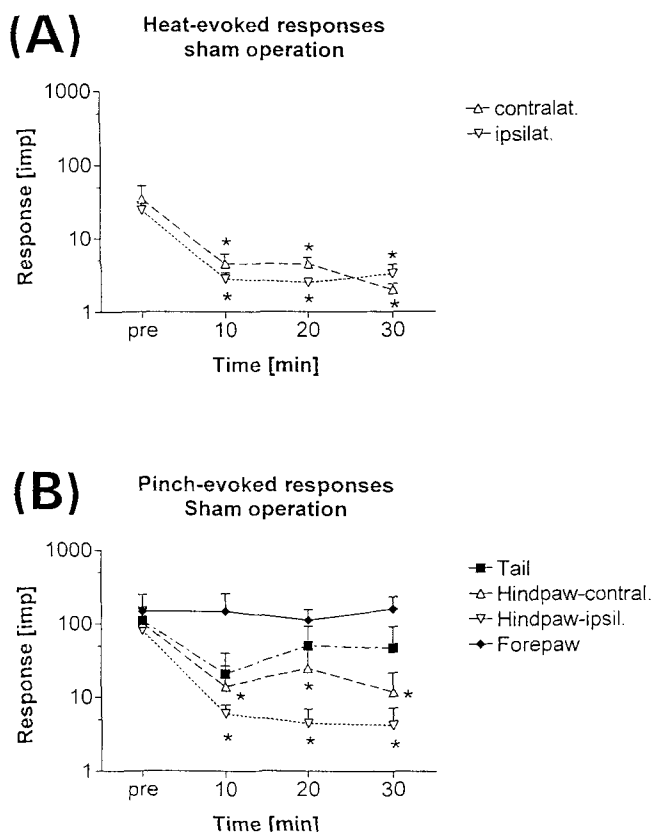 (A)
Heat-evoked responses
sham operation
1000
100
10
1
Response [imp]
contralat.
ipsilat.
*
*
*
*
*
*
pre
10
20
30
Time [min]
(B)
Pinch-evoked responses
Sham operation
1000
100
10
1
Response [imp]
Tail
Hindpaw-contral.
Hindpaw-ipsil.
Forepaw
*
*
*
*
*
*
pre
10
20
30
Time [min]